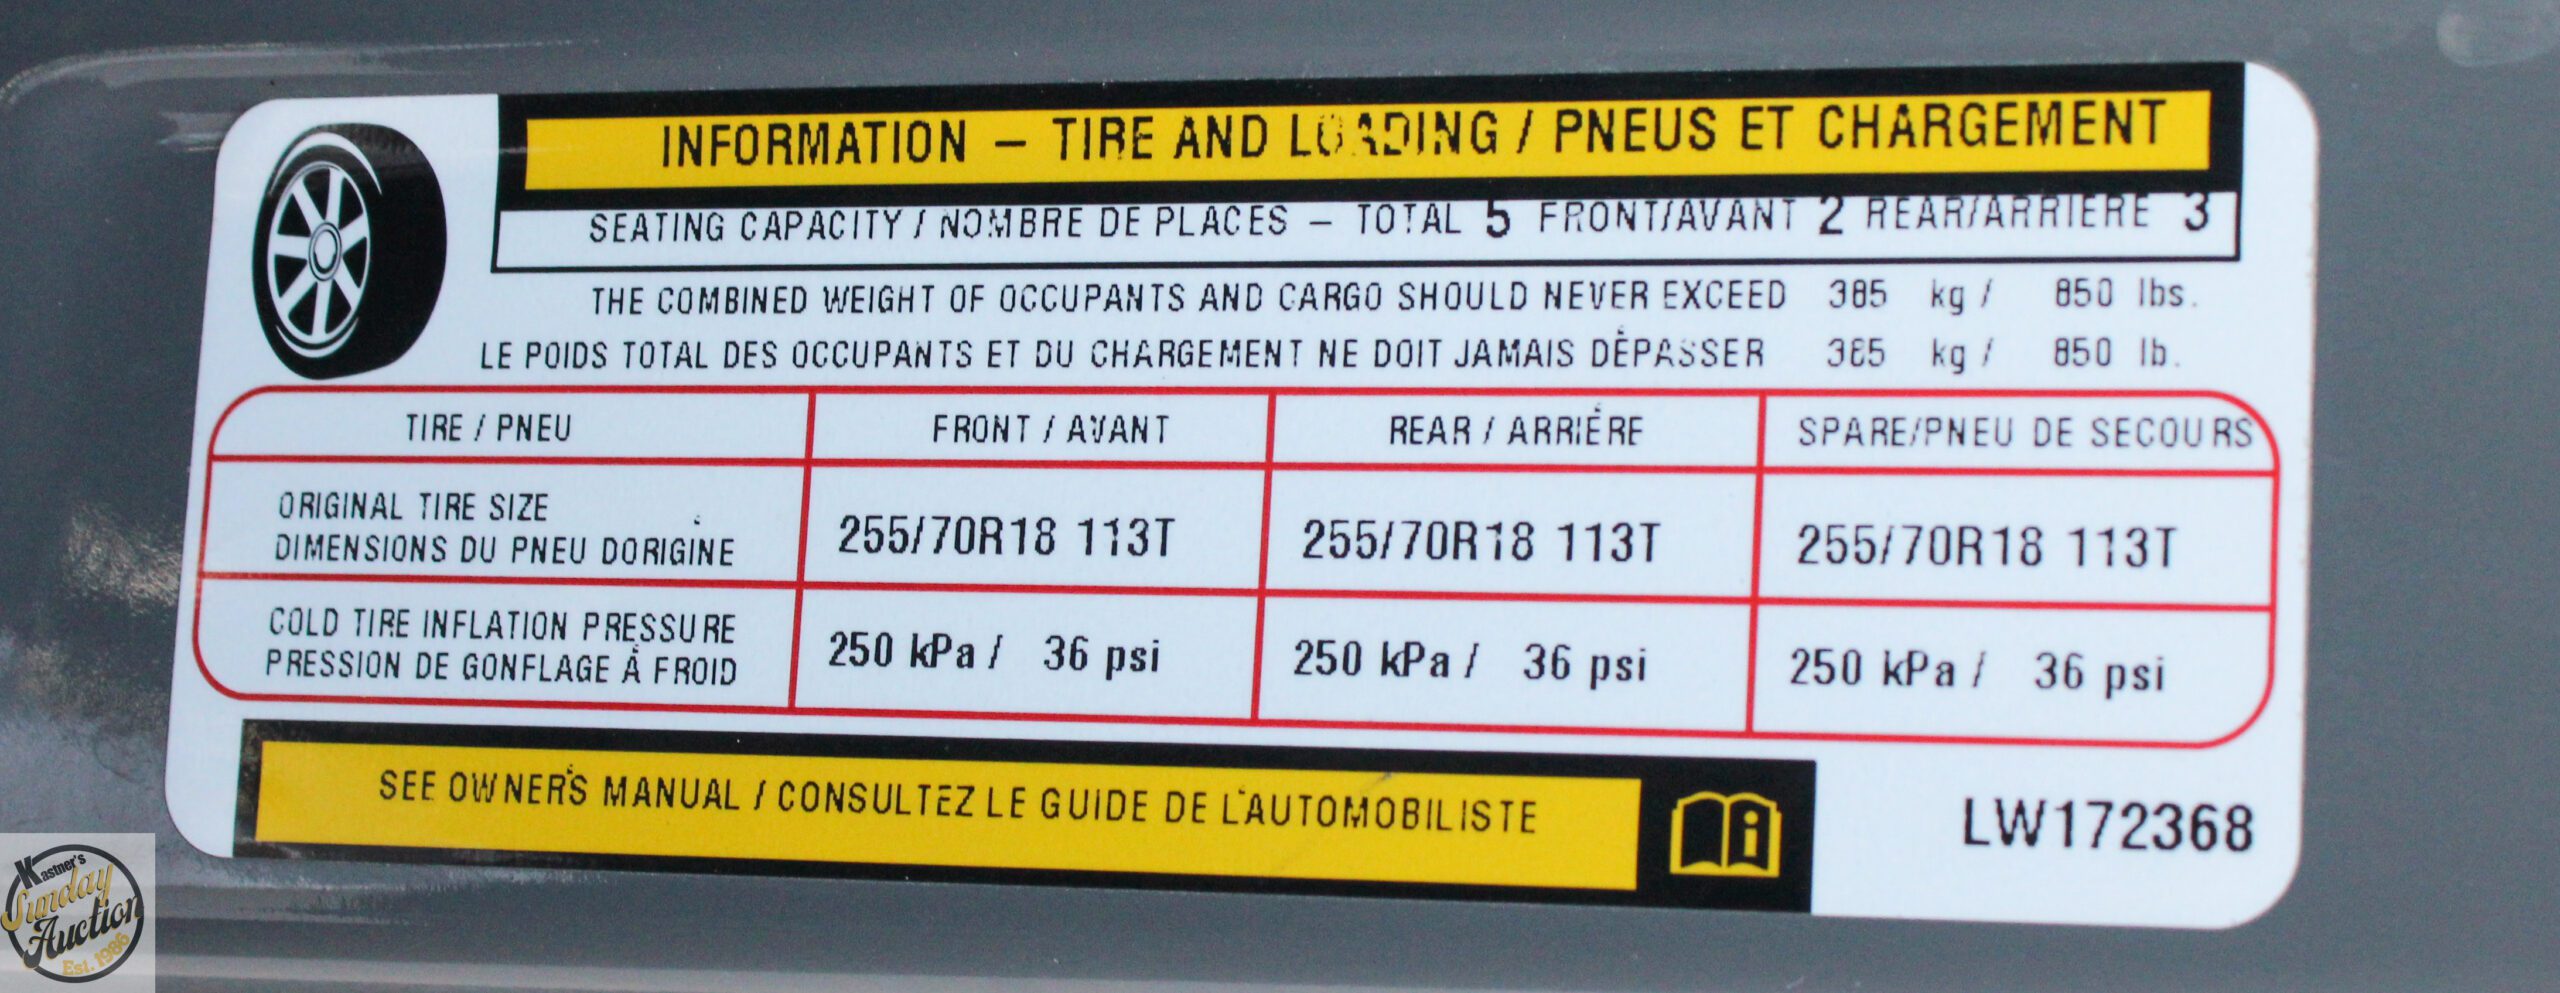 INFORMATION – TIRE AND LOADING / PNEUS ET CHARGEMENT
SEATING CAPACITY / NOMBRE DE PLACES – TOTAL 5 FRONT/AVANT 2 REAR/ARRIERE 3
THE COMBINED WEIGHT OF OCCUPANTS AND CARGO SHOULD NEVER EXCEED 385 kg / 850 lbs.
LE POIDS TOTAL DES OCCUPANTS ET DU CHARGEMENT NE DOIT JAMAIS DÉPASSER 385 kg / 850 lb.
TIRE / PNEU FRONT / AVANT REAR / ARRIÉRE SPARE/PNEU DE SECOURS
ORIGINAL TIRE SIZE
DIMENSIONS DU PNEU D'ORIGINE 255/70R18 113T 255/70R18 113T 255/70R18 113T
COLD TIRE INFLATION PRESSURE
PRESSION DE GONFLAGE À FROID 250 kPa / 36 psi 250 kPa / 36 psi 250 kPa / 36 psi
SEE OWNER'S MANUAL / CONSULTEZ LE GUIDE DE L'AUTOMOBILISTE
i
LW172368
Kastner's
Sunday
Auction
Est. 1986